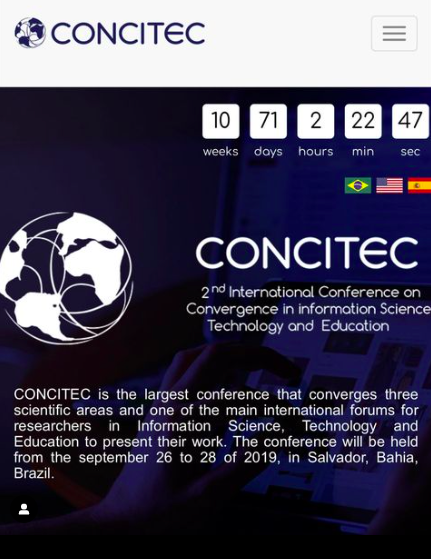 CONCITEC
10 71 2 22 47
weeks days hours min sec
CONCITEC
2nd International Conference on
Convergence in information Science
Technology and Education
CONCITEC is the largest conference that converges three
scientific areas and one of the main international forums for
researchers in Information Science, Technology and
Education to present their work. The conference will be held
from the september 26 to 28 of 2019, in Salvador, Bahia,
Brazil.